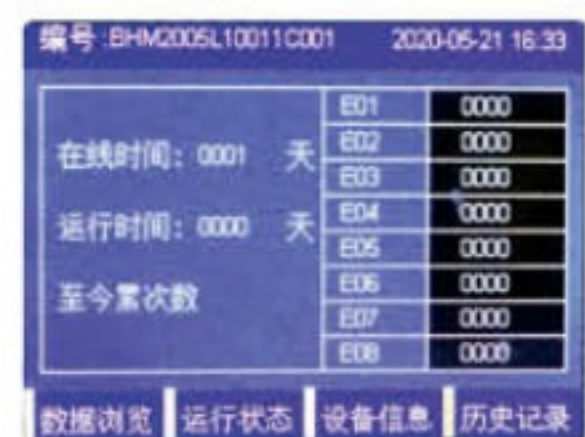 编号:BHM2005L10011C001 2020-05-21 16:33
E01 0000
E02 0000
在线时间：0001 天
E03 0000
E04 0000
运行时间：0000 天
E05 0000
E06 0000
至今累次数
E07 0000
E08 0000
数据浏览 运行状态 设备信息 历史记录